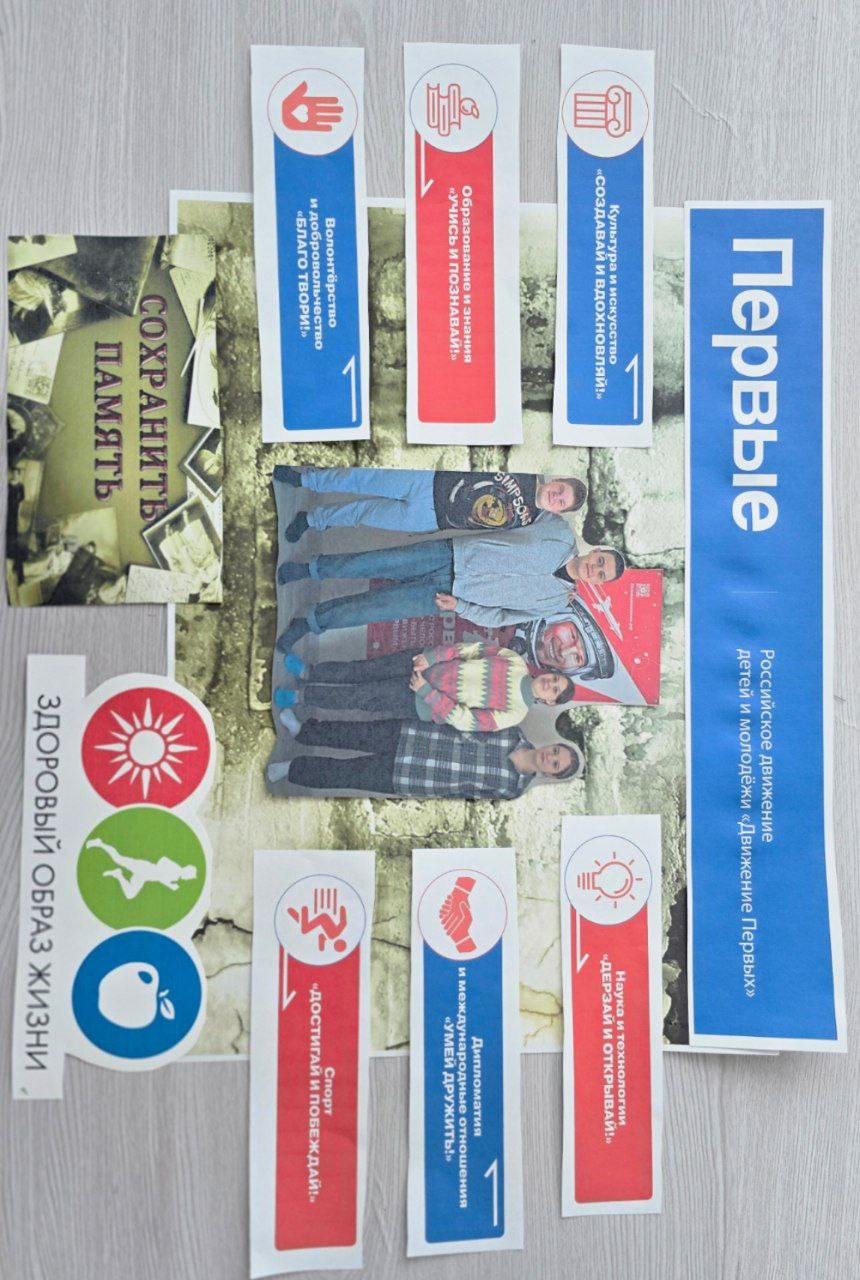 Первые
Российское движение
детей и молодёжи «Движение Первых»
Культура и искусство
«СОЗДАВАЙ И ВДОХНОВЛЯЙ!»
Образование и знания
«УЧИСЬ И ПОЗНАВАЙ!»
Волонтёрство
и добровольчество
«БЛАГО ТВОРИ!»
Наука и технологии
«ДЕРЗАЙ И ОТКРЫВАЙ!»
Дипломатия
и международные отношения
«УМЕЙ ДРУЖИТЬ!»
Спорт
«ДОСТИГАЙ И ПОБЕЖДАЙ!»
SIMPSONS
СОХРАНИТЬ
ПАМЯТЬ
ЗДОРОВЫЙ ОБРАЗ ЖИЗНИ